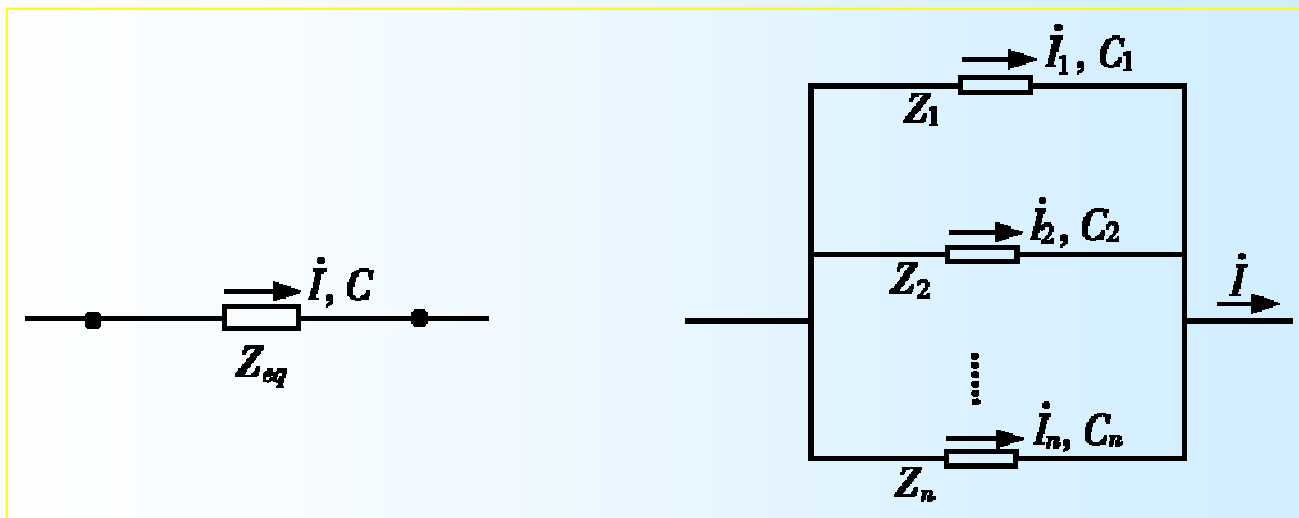 İ, C
Z_eq
İ₁, C₁
Z₁
İ₂, C₂
Z₂
İ
İₙ, Cₙ
Zₙ